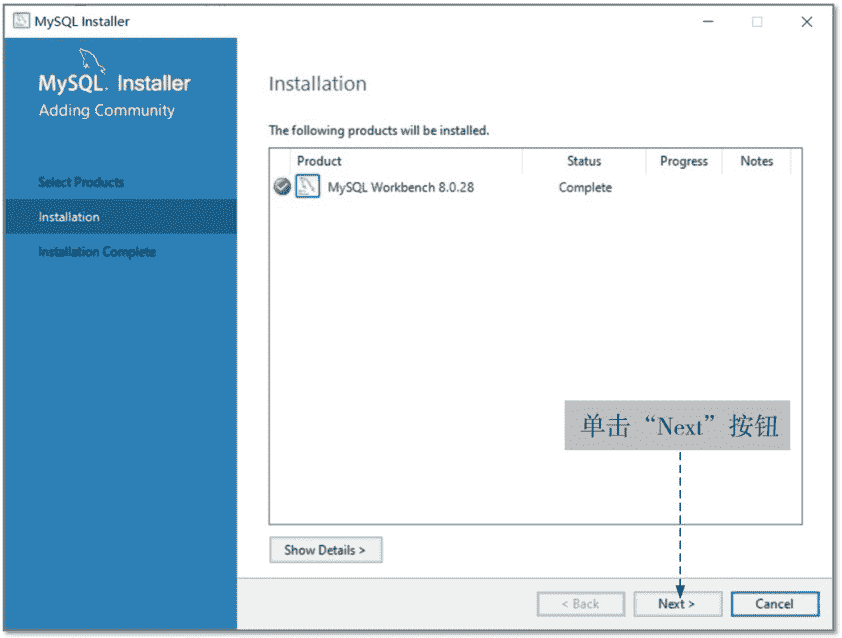 MySQL Installer
MySQL. Installer
Adding Community
Select Products
Installation
Installation Complete
Installation
The following products will be installed.
Product Status Progress Notes
MySQL Workbench 8.0.28 Complete
单击“Next”按钮
Show Details >
< Back Next > Cancel